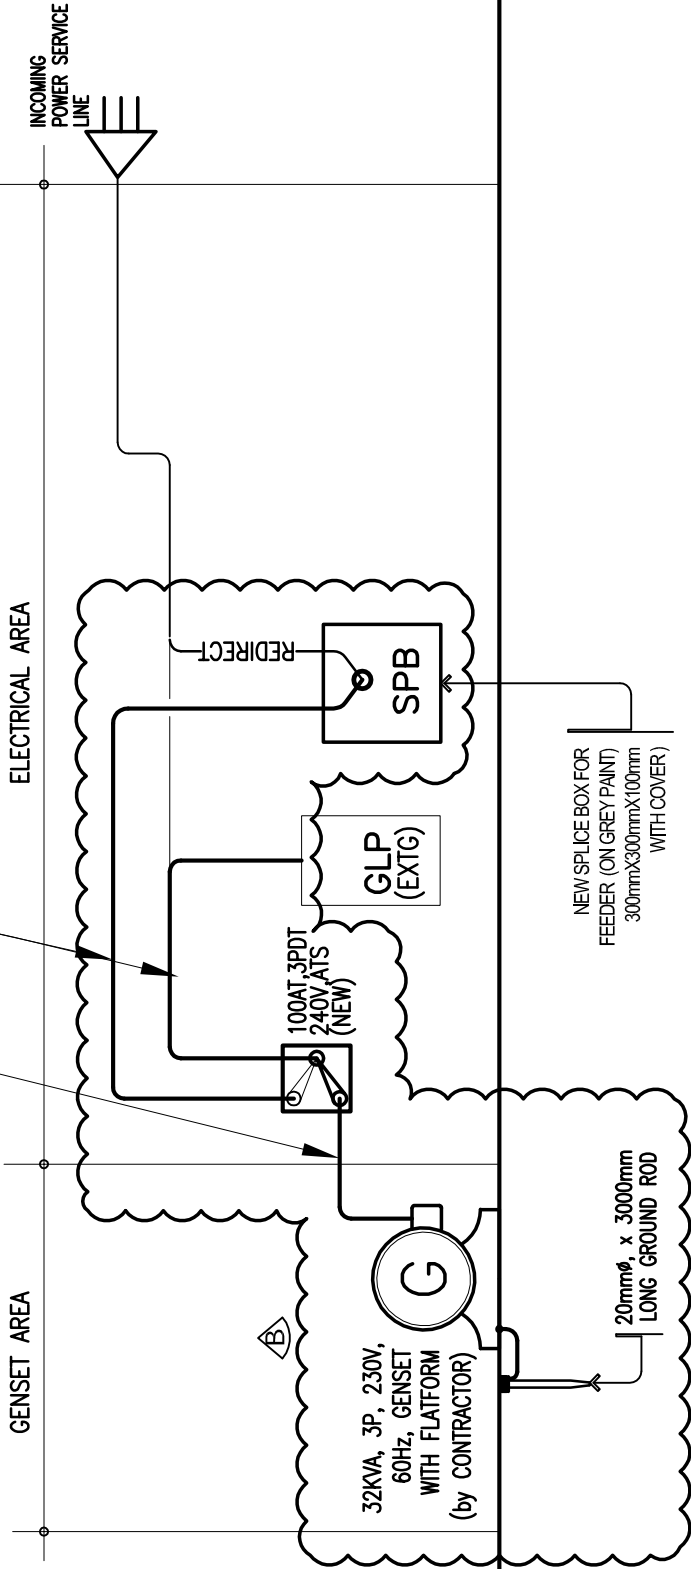 INCOMING
POWER SERVICE
LINE
ELECTRICAL AREA
GENSET AREA
REDIRECT
SPB
GLP
(EXTG)
100AT,3PDT
240V,ATS
(NEW)
NEW SPLICE BOX FOR
FEEDER (ON GREY PAINT)
300mmX300mmX100mm
WITH COVER)
B
G
32KVA, 3P, 230V,
60Hz, GENSET
WITH FLATFORM
(by CONTRACTOR)
20mmø, x 3000mm
LONG GROUND ROD